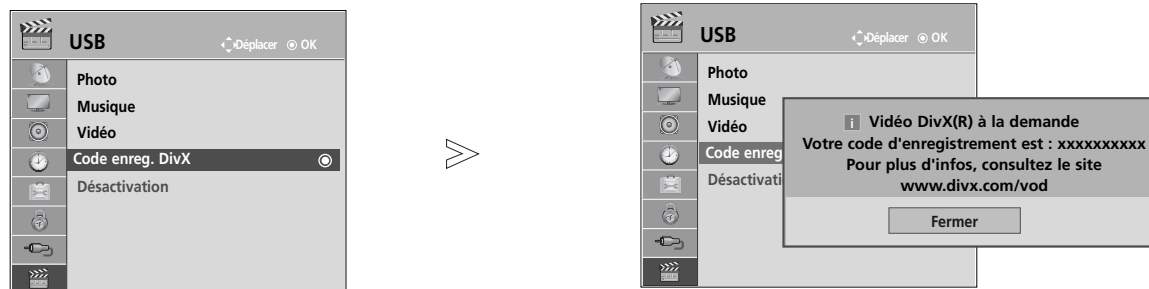 USB
Déplacer OK
Photo
Musique
Vidéo
Code enreg. DivX
Désactivation
USB
Déplacer OK
Photo
Musique
Vidéo
Code enreg
Désactivati
i Vidéo DivX(R) à la demande
Votre code d'enregistrement est : xxxxxxxxxx
Pour plus d'infos, consultez le site
www.divx.com/vod
Fermer